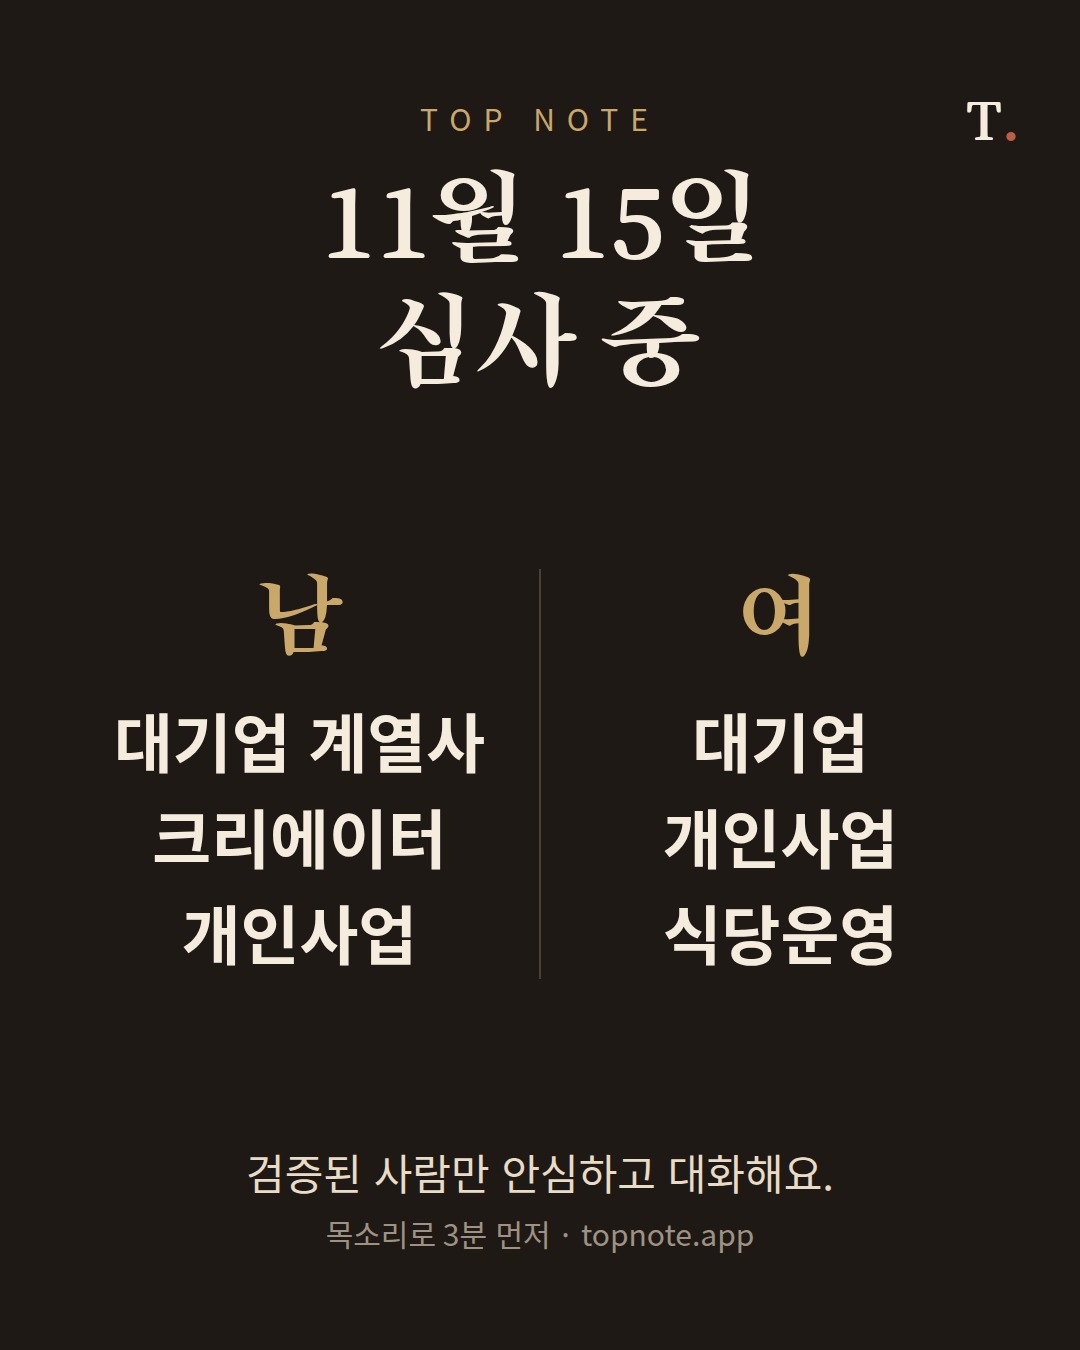 TOP NOTE
T.
11월 15일
심사 중
남
대기업 계열사
크리에이터
개인사업
여
대기업
개인사업
식당운영
검증된 사람만 안심하고 대화해요.
목소리로 3분 먼저 · topnote.app